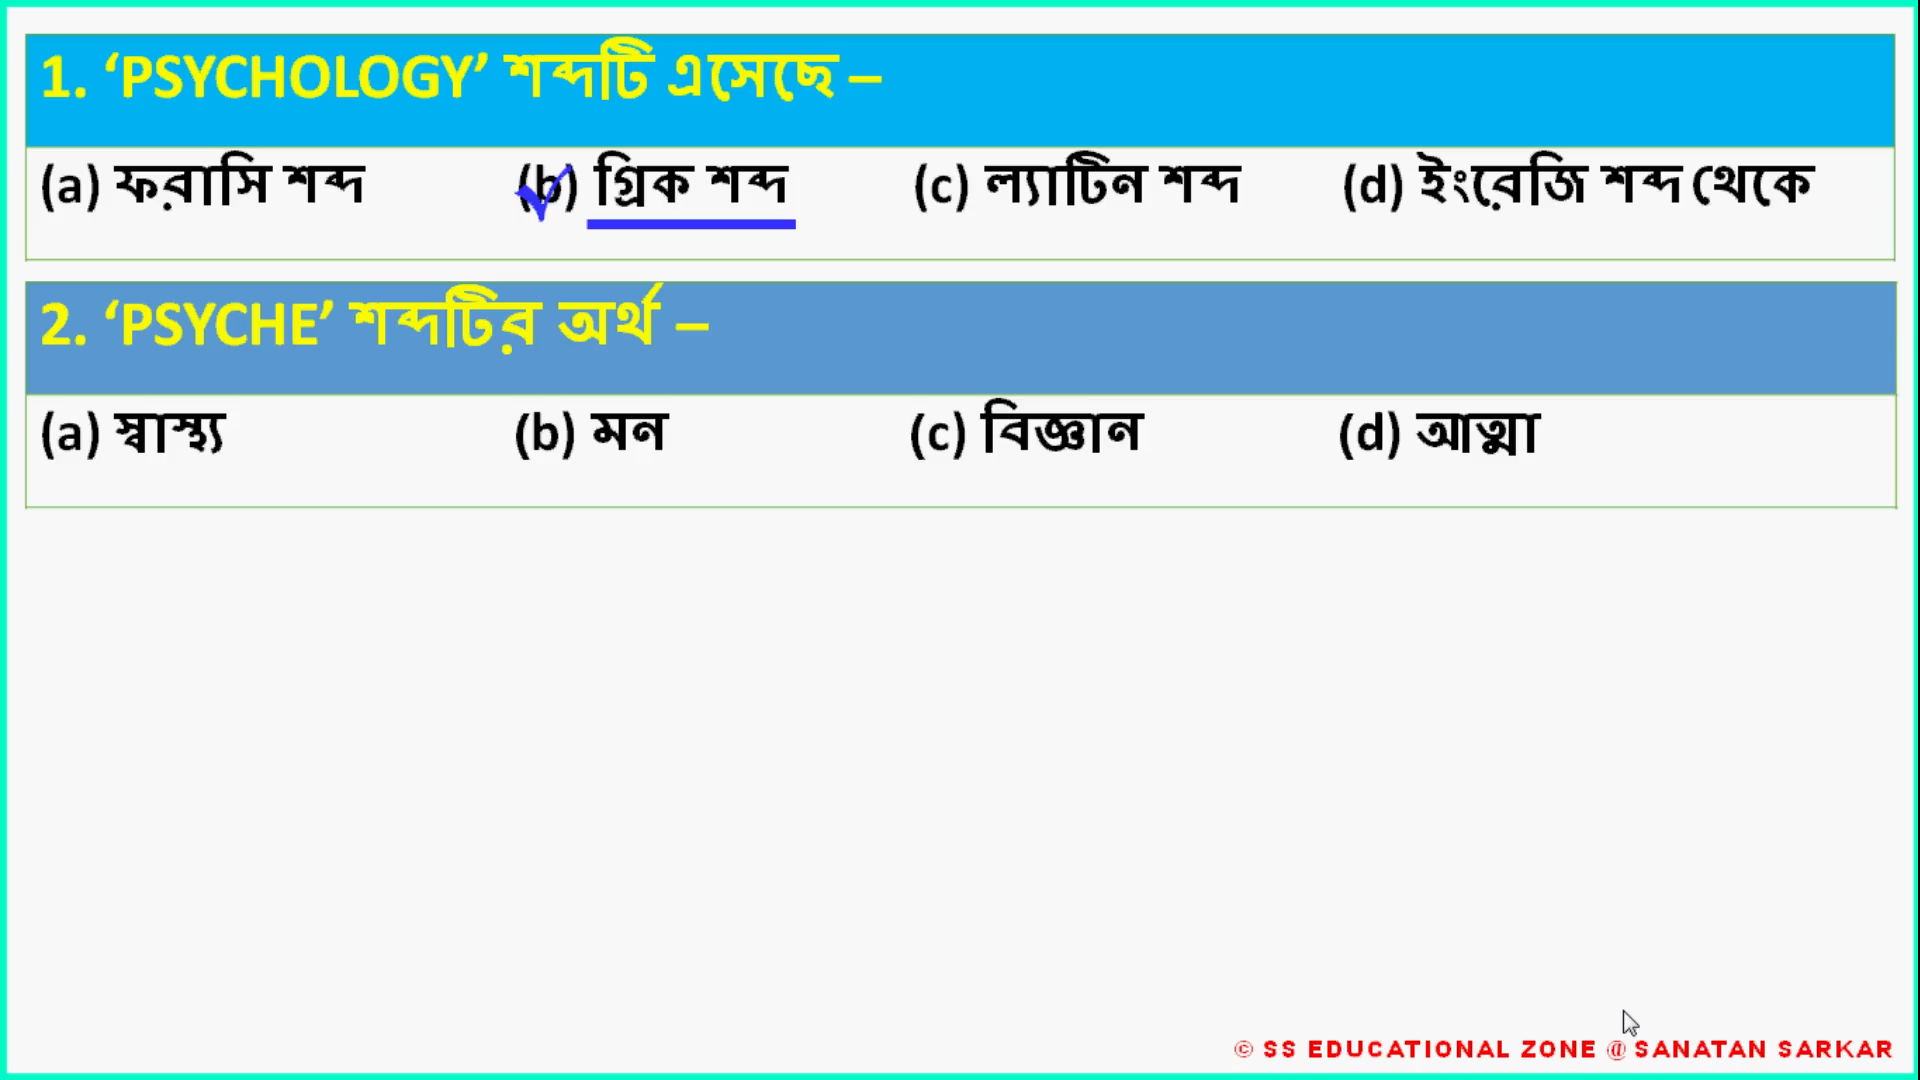 1. ‘PSYCHOLOGY’ শব্দটি এসেছে –
(a) ফরাসি শব্দ (b) গ্রিক শব্দ (c) ল্যাটিন শব্দ (d) ইংরেজি শব্দ থেকে
2. ‘PSYCHE’ শব্দটির অর্থ –
(a) স্বাস্থ্য (b) মন (c) বিজ্ঞান (d) আত্মা
© SS EDUCATIONAL ZONE @ SANATAN SARKAR